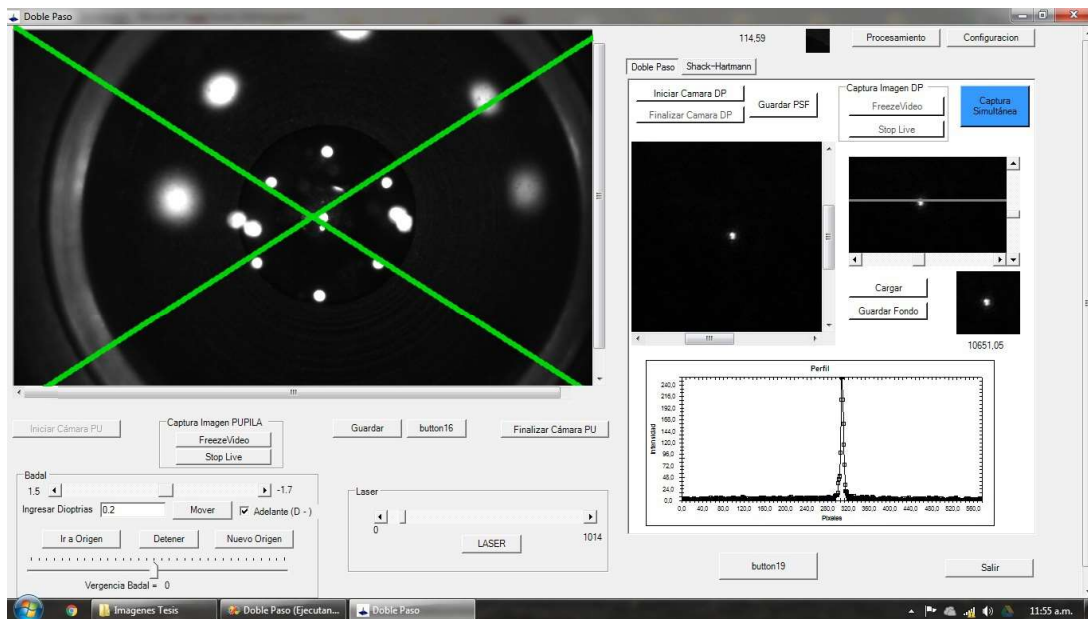 Doble Paso
114,59
Procesamiento
Configuracion
Doble Paso
Shack-Hartmann
Iniciar Camara DP
Finalizar Camara DP
Guardar PSF
Captura Imagen DP
FreezeVideo
Stop Live
Captura
Simultánea
Cargar
Guardar Fondo
10651,05
Perfil
Intensidad
240,0
216,0
192,0
168,0
144,0
120,0
96,0
72,0
48,0
24,0
0,0
0,0 40,0 80,0 120,0 160,0 200,0 240,0 280,0 320,0 360,0 400,0 440,0 480,0 520,0 560,0
Pixeles
Iniciar Cámara PU
Captura Imagen PUPILA
FreezeVideo
Stop Live
Guardar
button16
Finalizar Cámara PU
Badal
1.5
-1.7
Ingresar Dioptrias
0.2
Mover
Adelante (D - )
Ir a Origen
Detener
Nuevo Origen
Vergencia Badal = 0
Laser
0
1014
LASER
button19
Salir
Imagenes Tesis
Doble Paso (Ejecutan...
Doble Paso
11:55 a.m.